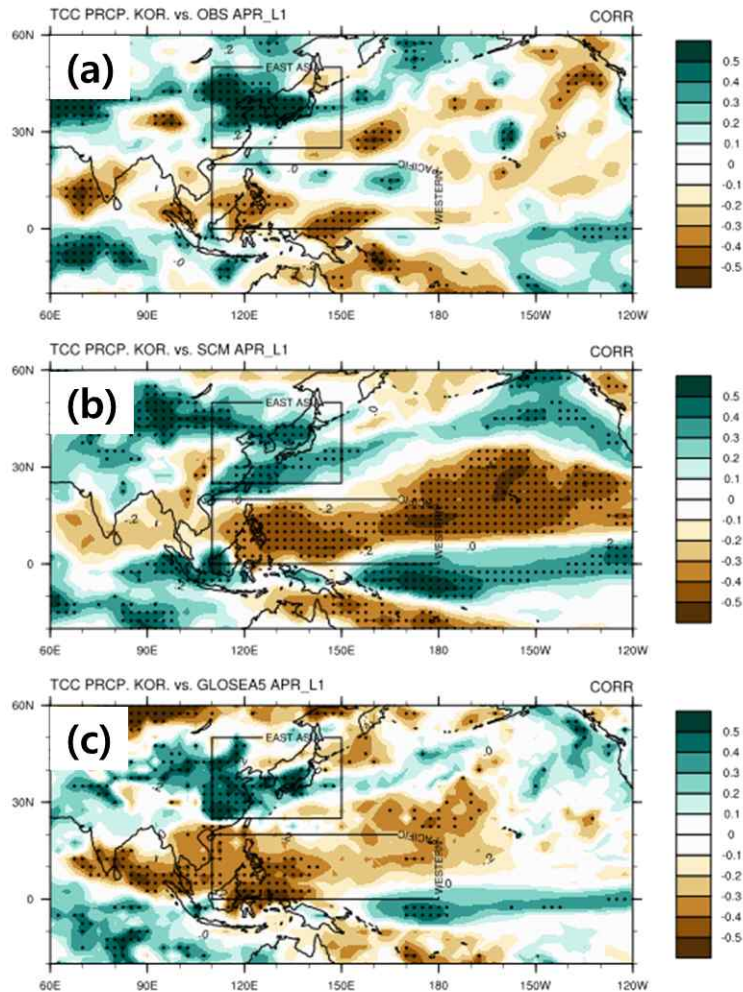 TCC PRCP. KOR. vs. OBS APR_L1 CORR
(a)
60N
30N
0
60E 90E 120E 150E 180 150W 120W
EAST ASIA
WESTERN PACIFIC
0.5
0.4
0.3
0.2
0.1
0
-0.1
-0.2
-0.3
-0.4
-0.5
TCC PRCP. KOR. vs. SCM APR_L1 CORR
(b)
60N
30N
0
60E 90E 120E 150E 180 150W 120W
EAST ASIA
WESTERN
0.5
0.4
0.3
0.2
0.1
0
-0.1
-0.2
-0.3
-0.4
-0.5
TCC PRCP. KOR. vs. GLOSEA5 APR_L1 CORR
(c)
60N
30N
0
60E 90E 120E 150E 180 150W 120W
EAST ASIA
WESTERN PACIFIC
0.5
0.4
0.3
0.2
0.1
0
-0.1
-0.2
-0.3
-0.4
-0.5